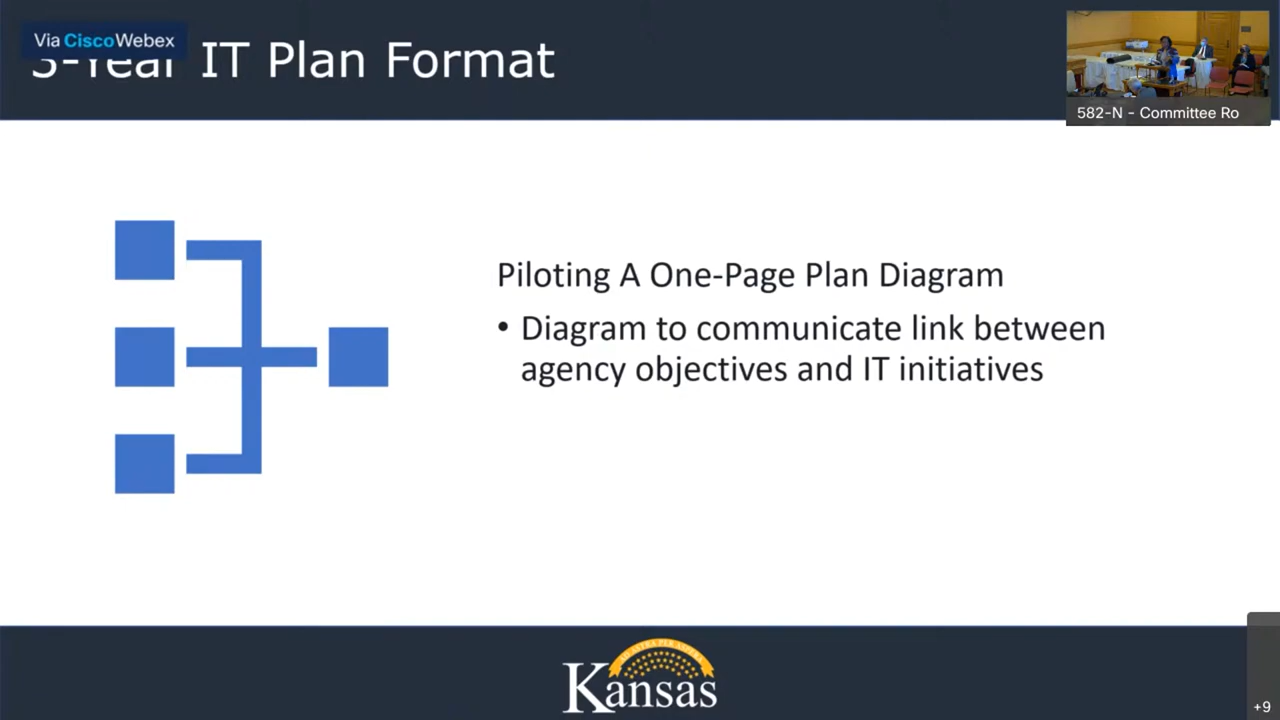 Via CiscoWebex
3-Year IT Plan Format
582-N - Committee Ro
Piloting A One-Page Plan Diagram
• Diagram to communicate link between
agency objectives and IT initiatives
Kansas
+9